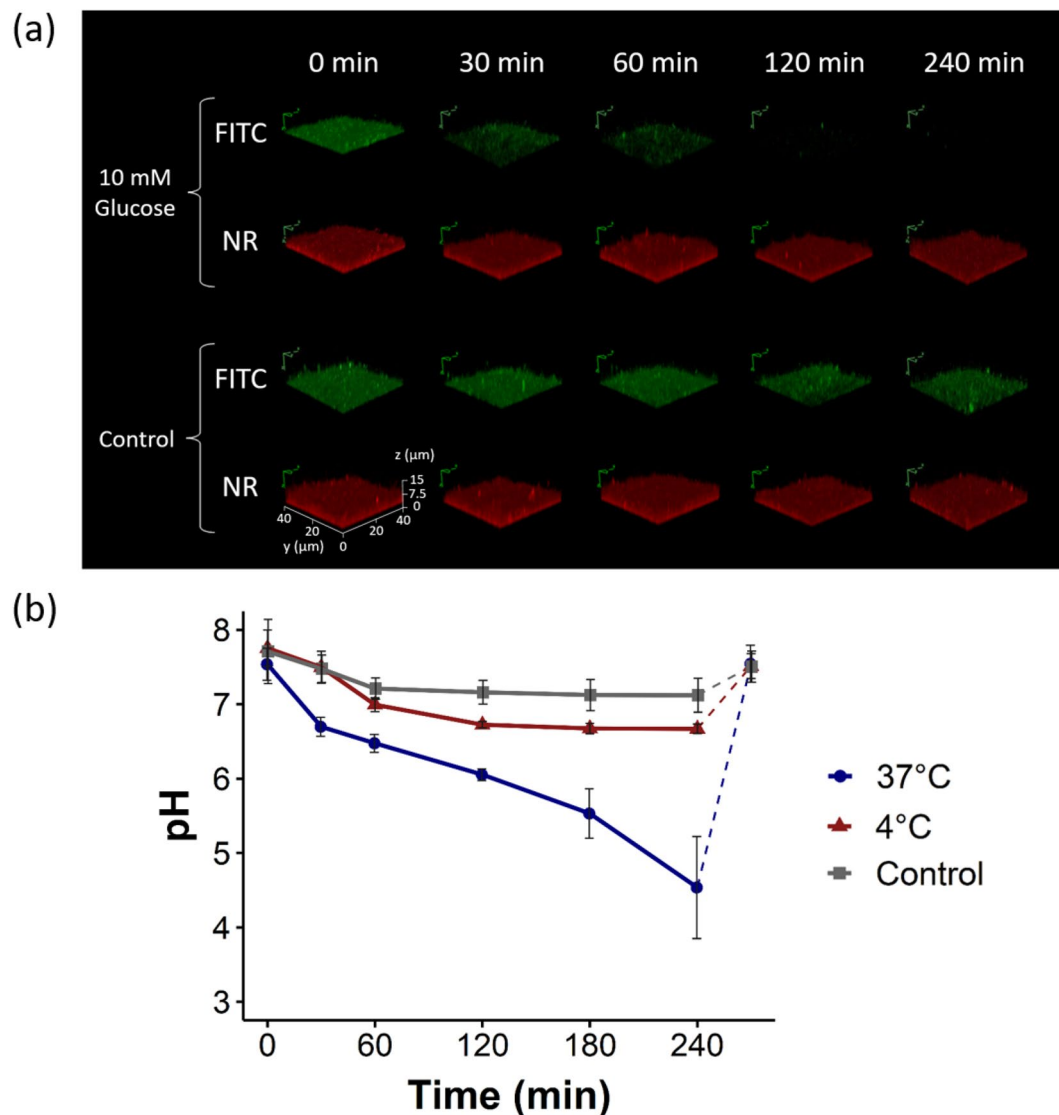 (a)
0 min 30 min 60 min 120 min 240 min
FITC
10 mM
Glucose
NR
FITC
Control
NR
z (μm)
15
7.5
0
40 40
20 20
y (μm) 0
(b)
8
7
6
5
4
3
pH
0 60 120 180 240
Time (min)
37°C
4°C
Control